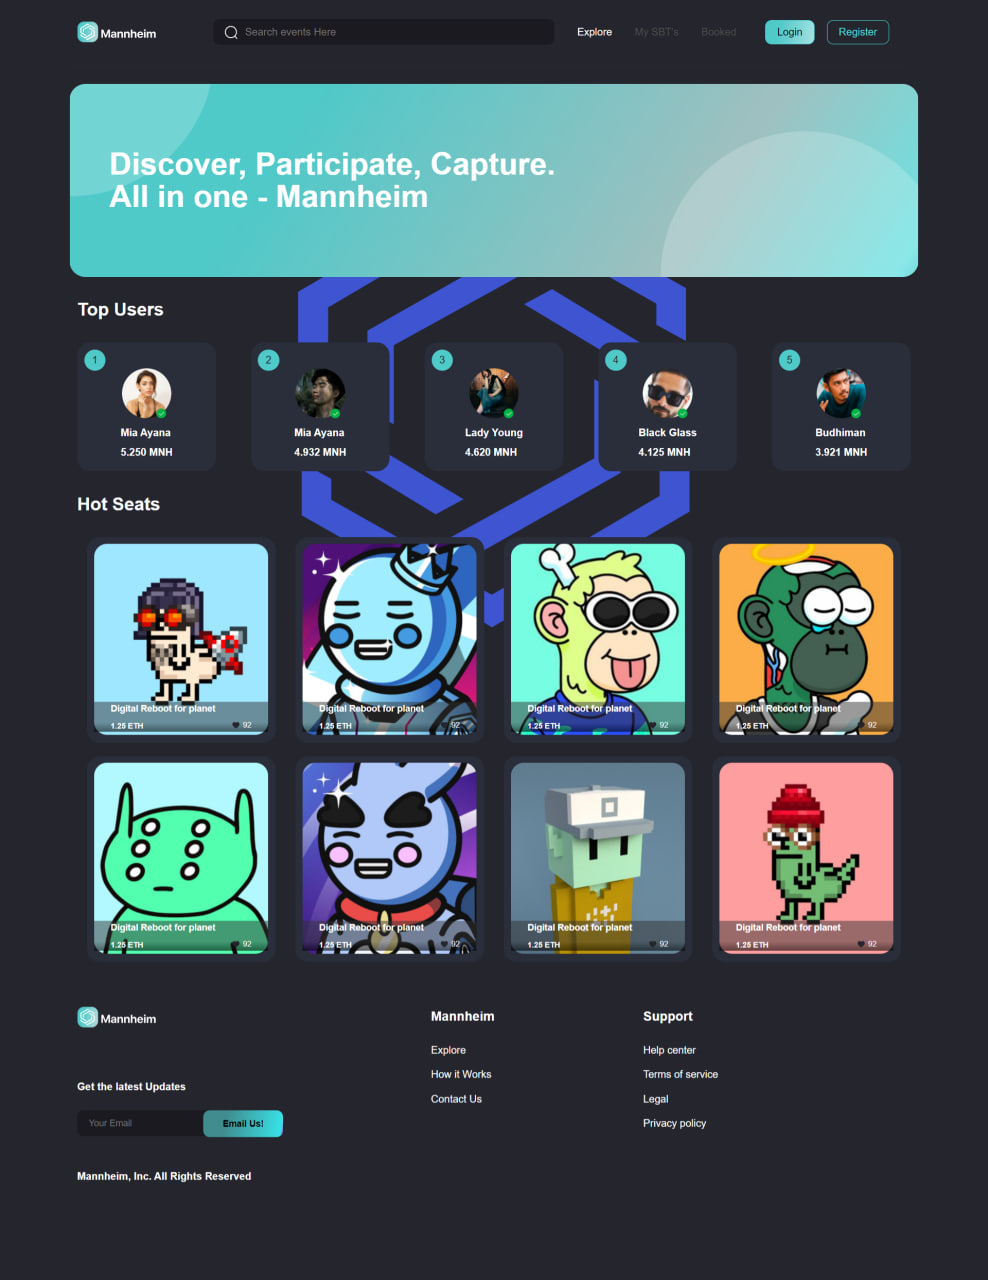 Mannheim
Search events Here
Explore
My SBT's
Booked
Login
Register
Discover, Participate, Capture.
All in one - Mannheim
Top Users
1
Mia Ayana
5.250 MNH
2
Mia Ayana
4.932 MNH
3
Lady Young
4.620 MNH
4
Black Glass
4.125 MNH
5
Budhiman
3.921 MNH
Hot Seats
Digital Reboot for planet
1.25 ETH
92
Digital Reboot for planet
1.25 ETH
92
Digital Reboot for planet
1.25 ETH
92
Digital Reboot for planet
1.25 ETH
92
Digital Reboot for planet
1.25 ETH
92
Digital Reboot for planet
1.25 ETH
92
Digital Reboot for planet
1.25 ETH
92
Digital Reboot for planet
1.25 ETH
92
Mannheim
Get the latest Updates
Your Email
Email Us!
Mannheim, Inc. All Rights Reserved
Mannheim
Explore
How it Works
Contact Us
Support
Help center
Terms of service
Legal
Privacy policy